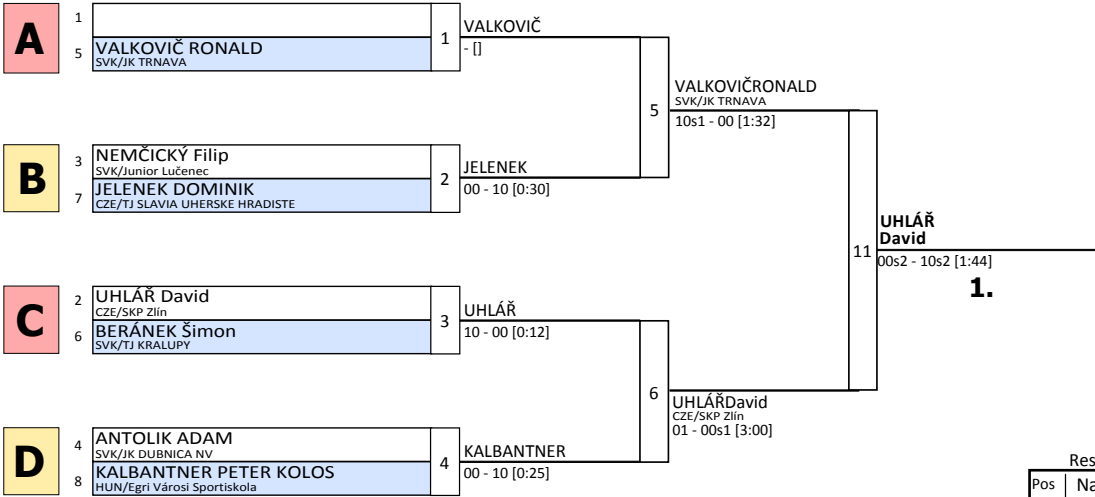 A
1
5
VALKOVIČ RONALD
SVK/JK TRNAVA
1
VALKOVIČ
- []
B
3
NEMČICKÝ Filip
SVK/Junior Lučenec
7
JELENEK DOMINIK
CZE/TJ SLAVIA UHERSKE HRADISTE
2
JELENEK
00 - 10 [0:30]
5
VALKOVIČRONALD
SVK/JK TRNAVA
10s1 - 00 [1:32]
C
2
UHLÁŘ David
CZE/SKP Zlín
6
BERÁNEK Šimon
SVK/TJ KRALUPY
3
UHLÁŘ
10 - 00 [0:12]
D
4
ANTOLIK ADAM
SVK/JK DUBNICA NV
8
KALBANTNER PETER KOLOS
HUN/Egri Városi Sportiskola
4
KALBANTNER
00 - 10 [0:25]
6
UHLÁŘDavid
CZE/SKP Zlín
01 - 00s1 [3:00]
11
UHLÁŘ
David
00s2 - 10s2 [1:44]
1.
Res
Pos Na